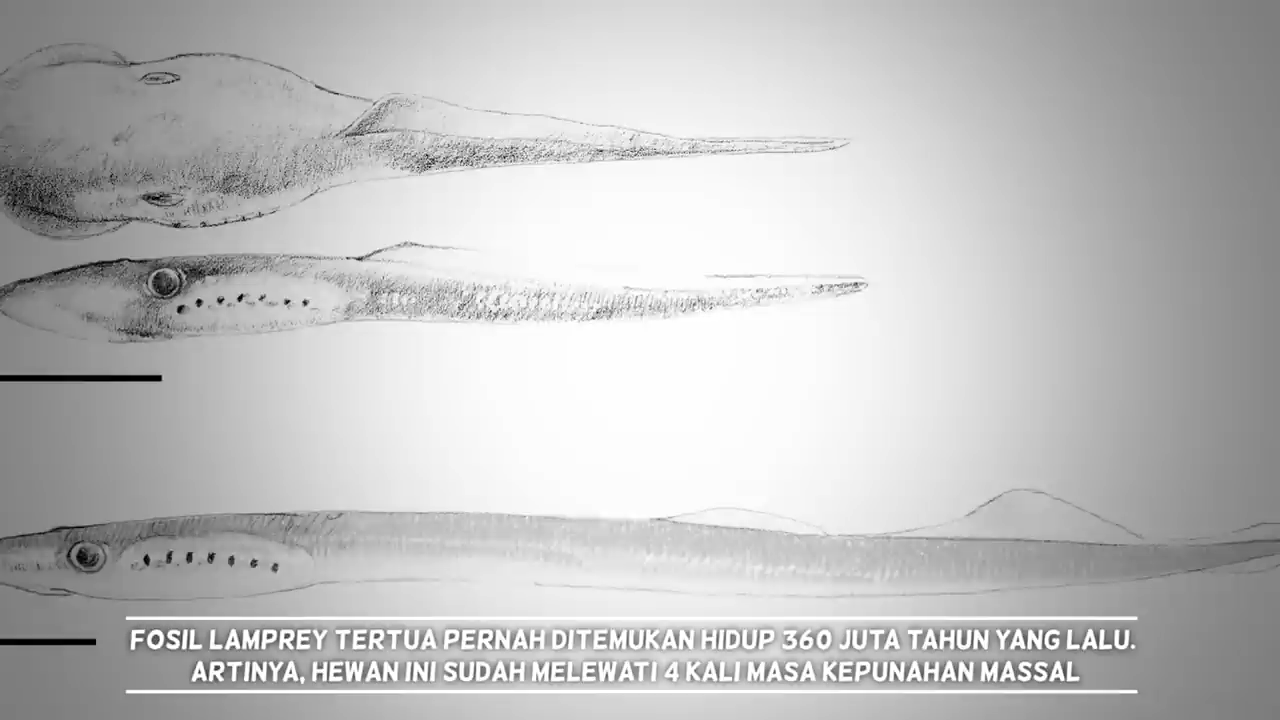 FOSIL LAMPREY TERTUA PERNAH DITEMUKAN HIDUP 360 JUTA TAHUN YANG LALU.
ARTINYA, HEWAN INI SUDAH MELEWATI 4 KALI MASA KEPUNAHAN MASSAL